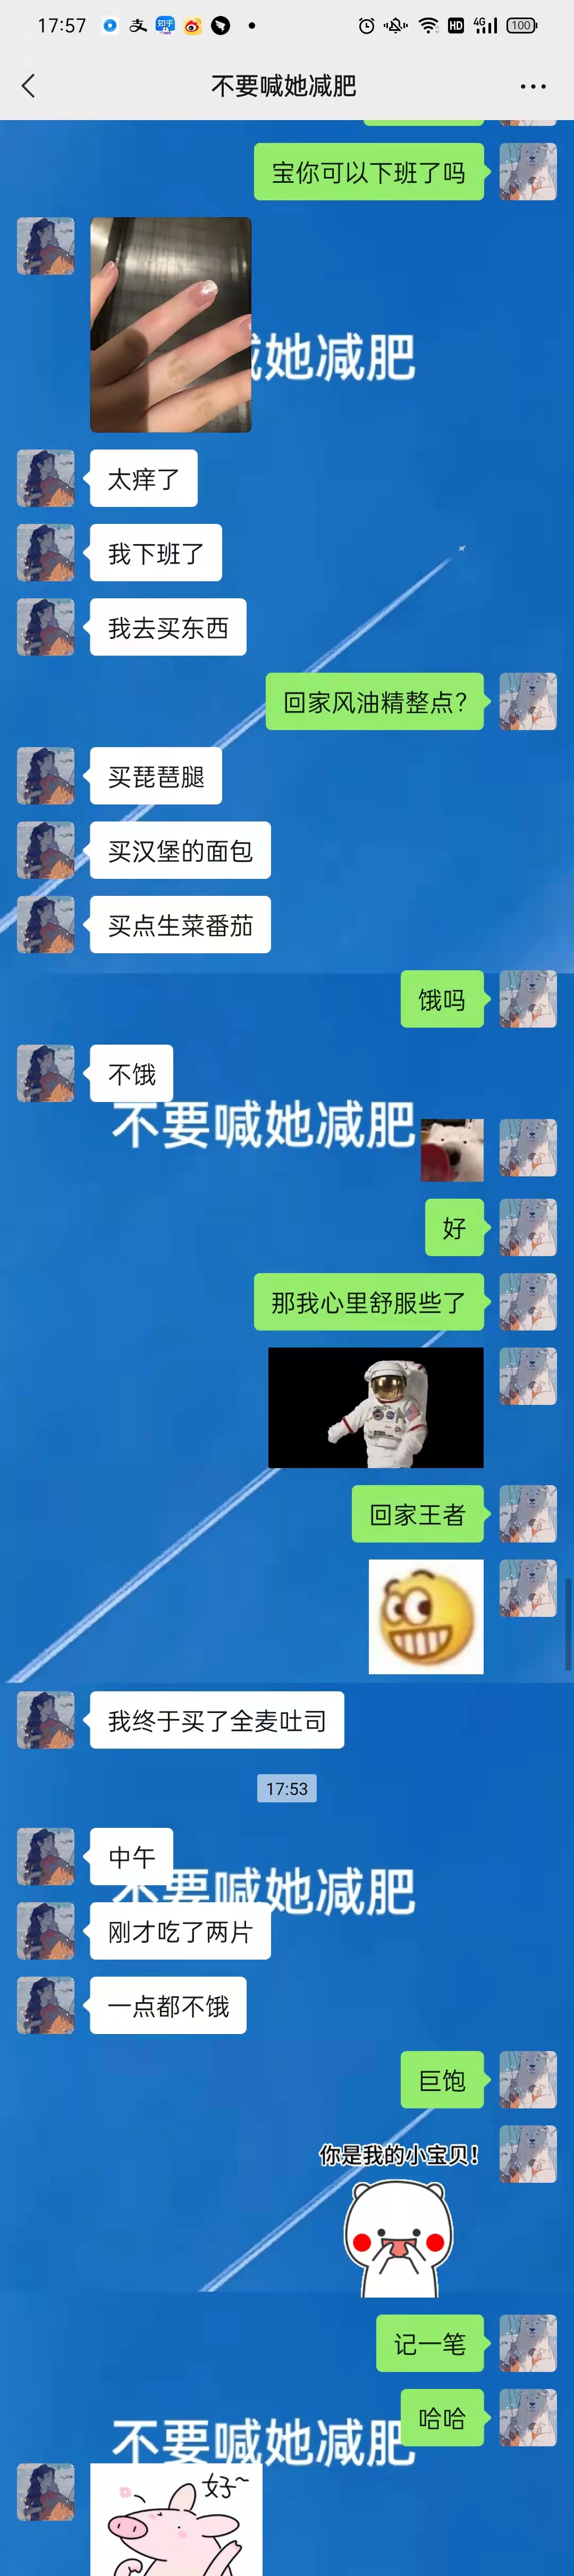 17:57
支
知乎
HD
4G
100
不要喊她减肥
宝你可以下班了吗
她减肥
太痒了
我下班了
我去买东西
回家风油精整点?
买琵琶腿
买汉堡的面包
买点生菜番茄
饿吗
不饿
不要喊她减肥
好
那我心里舒服些了
回家王者
我终于买了全麦吐司
17:53
中午
不要喊她减肥
刚才吃了两片
一点都不饿
巨饱
你是我的小宝贝!
记一笔
哈哈
不要喊她减肥
好~